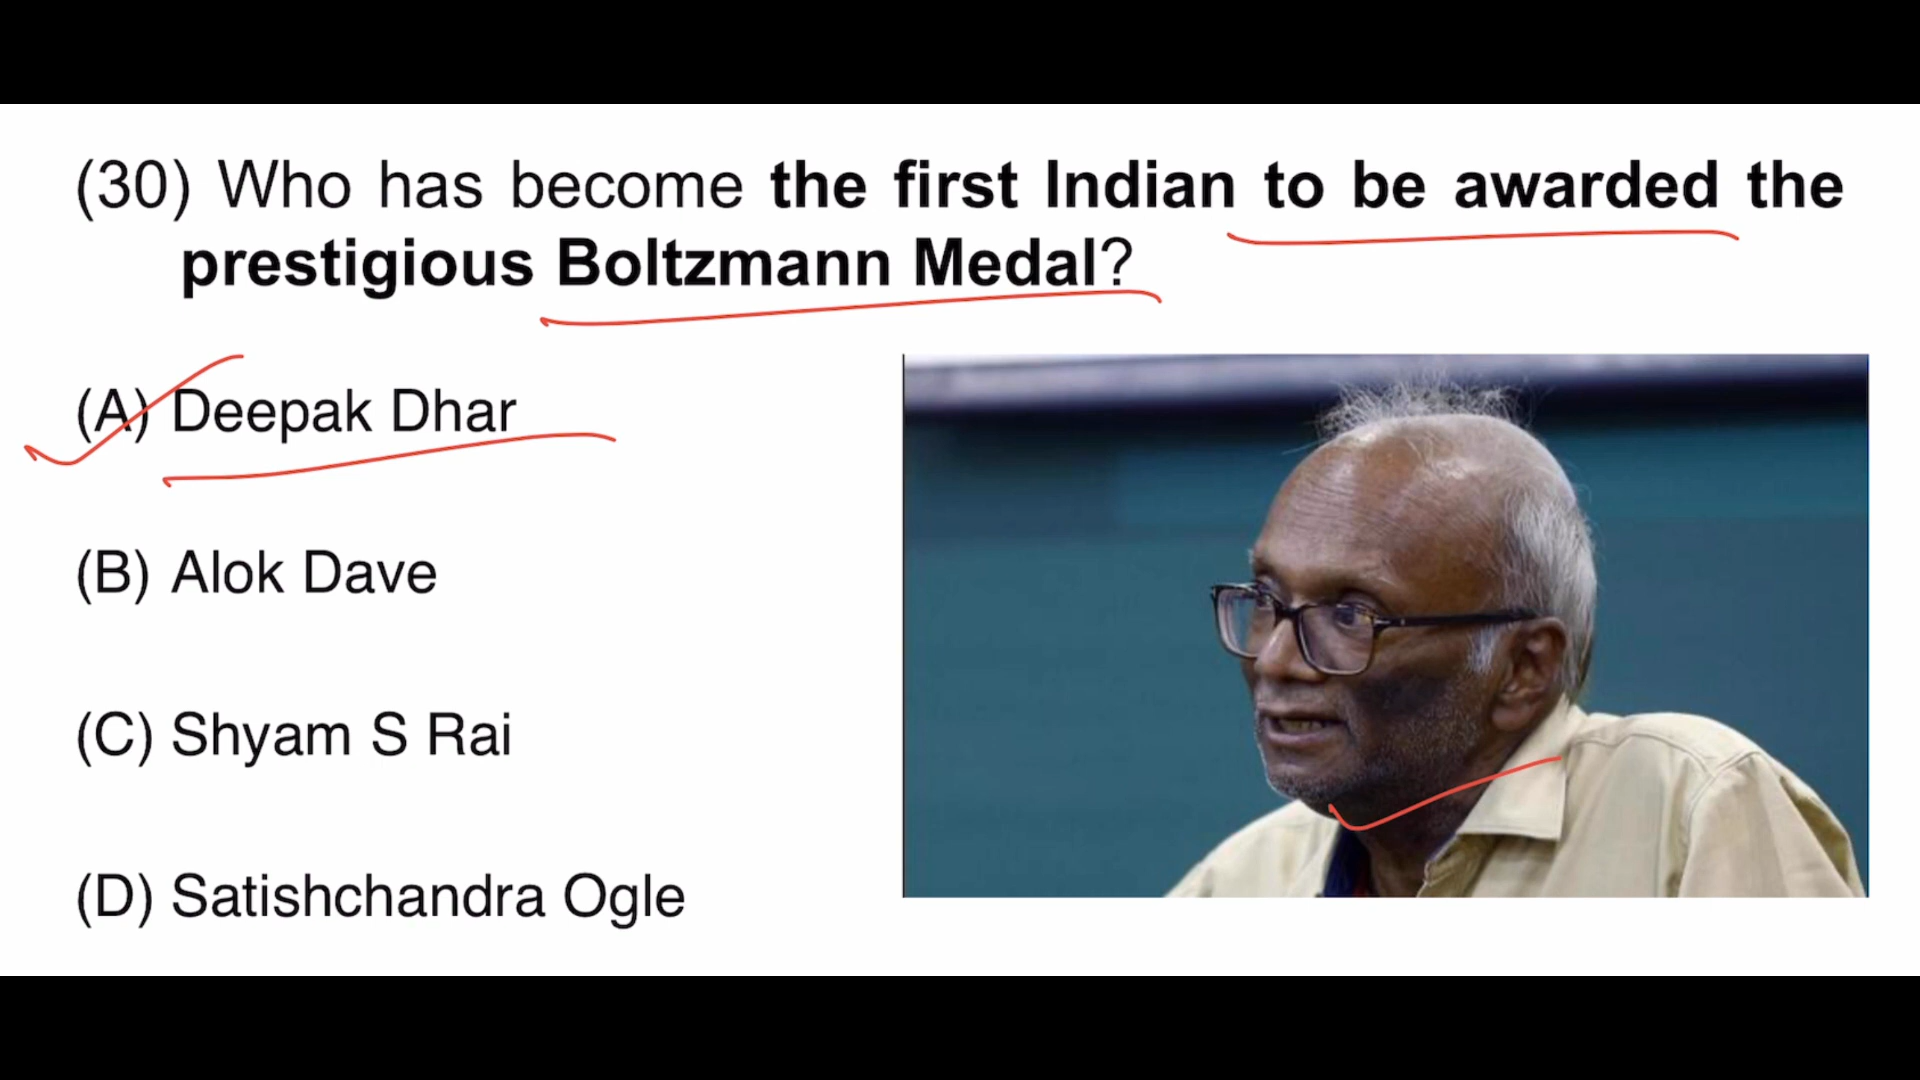 (30) Who has become the first Indian to be awarded the
prestigious Boltzmann Medal?
(A) Deepak Dhar
(B) Alok Dave
(C) Shyam S Rai
(D) Satishchandra Ogle